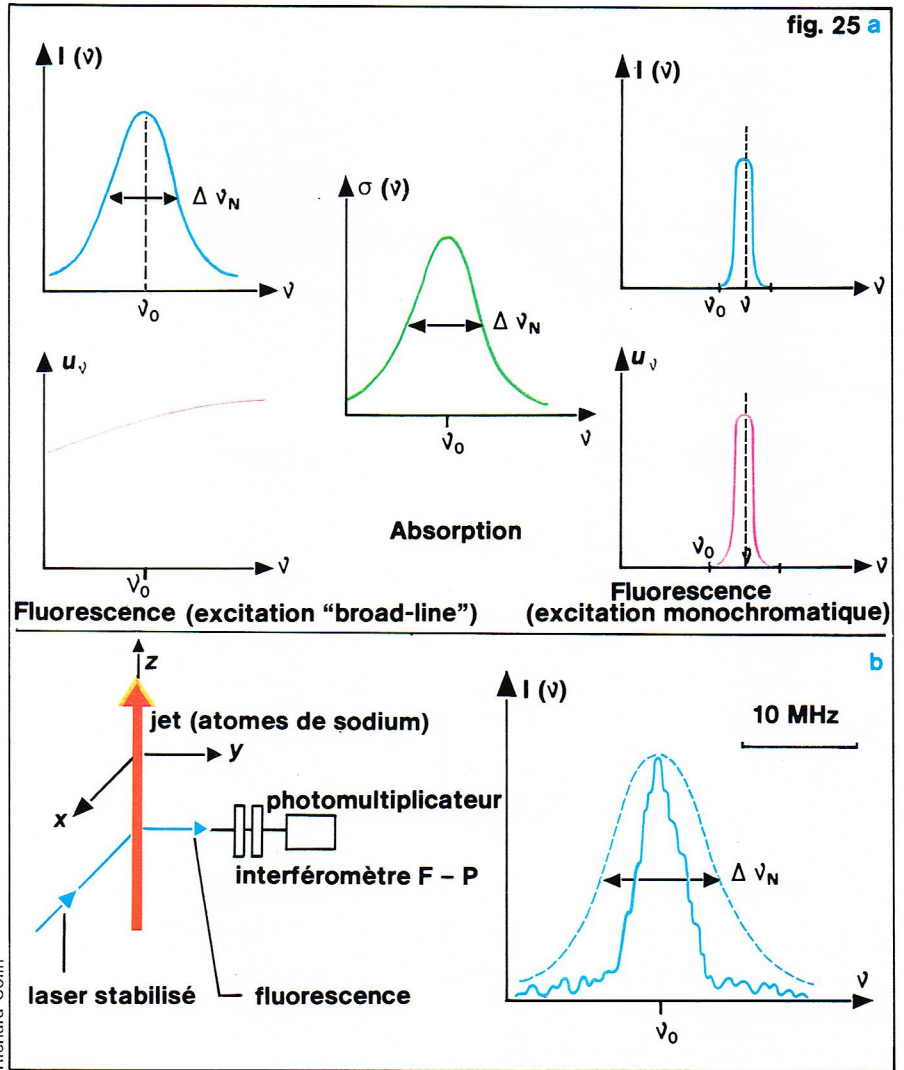 fig. 25 a
I (ν)
Δ νN
ν
ν0
uν
ν
ν0
Fluorescence (excitation “broad-line”)
σ (ν)
Δ νN
ν
ν0
Absorption
I (ν)
ν0 ν
ν
uν
ν0
ν
ν
Fluorescence
(excitation monochromatique)
b
z
jet (atomes de sodium)
y
x
photomultiplicateur
interféromètre F – P
laser stabilisé
fluorescence
I (ν)
10 MHz
Δ νN
ν
ν0